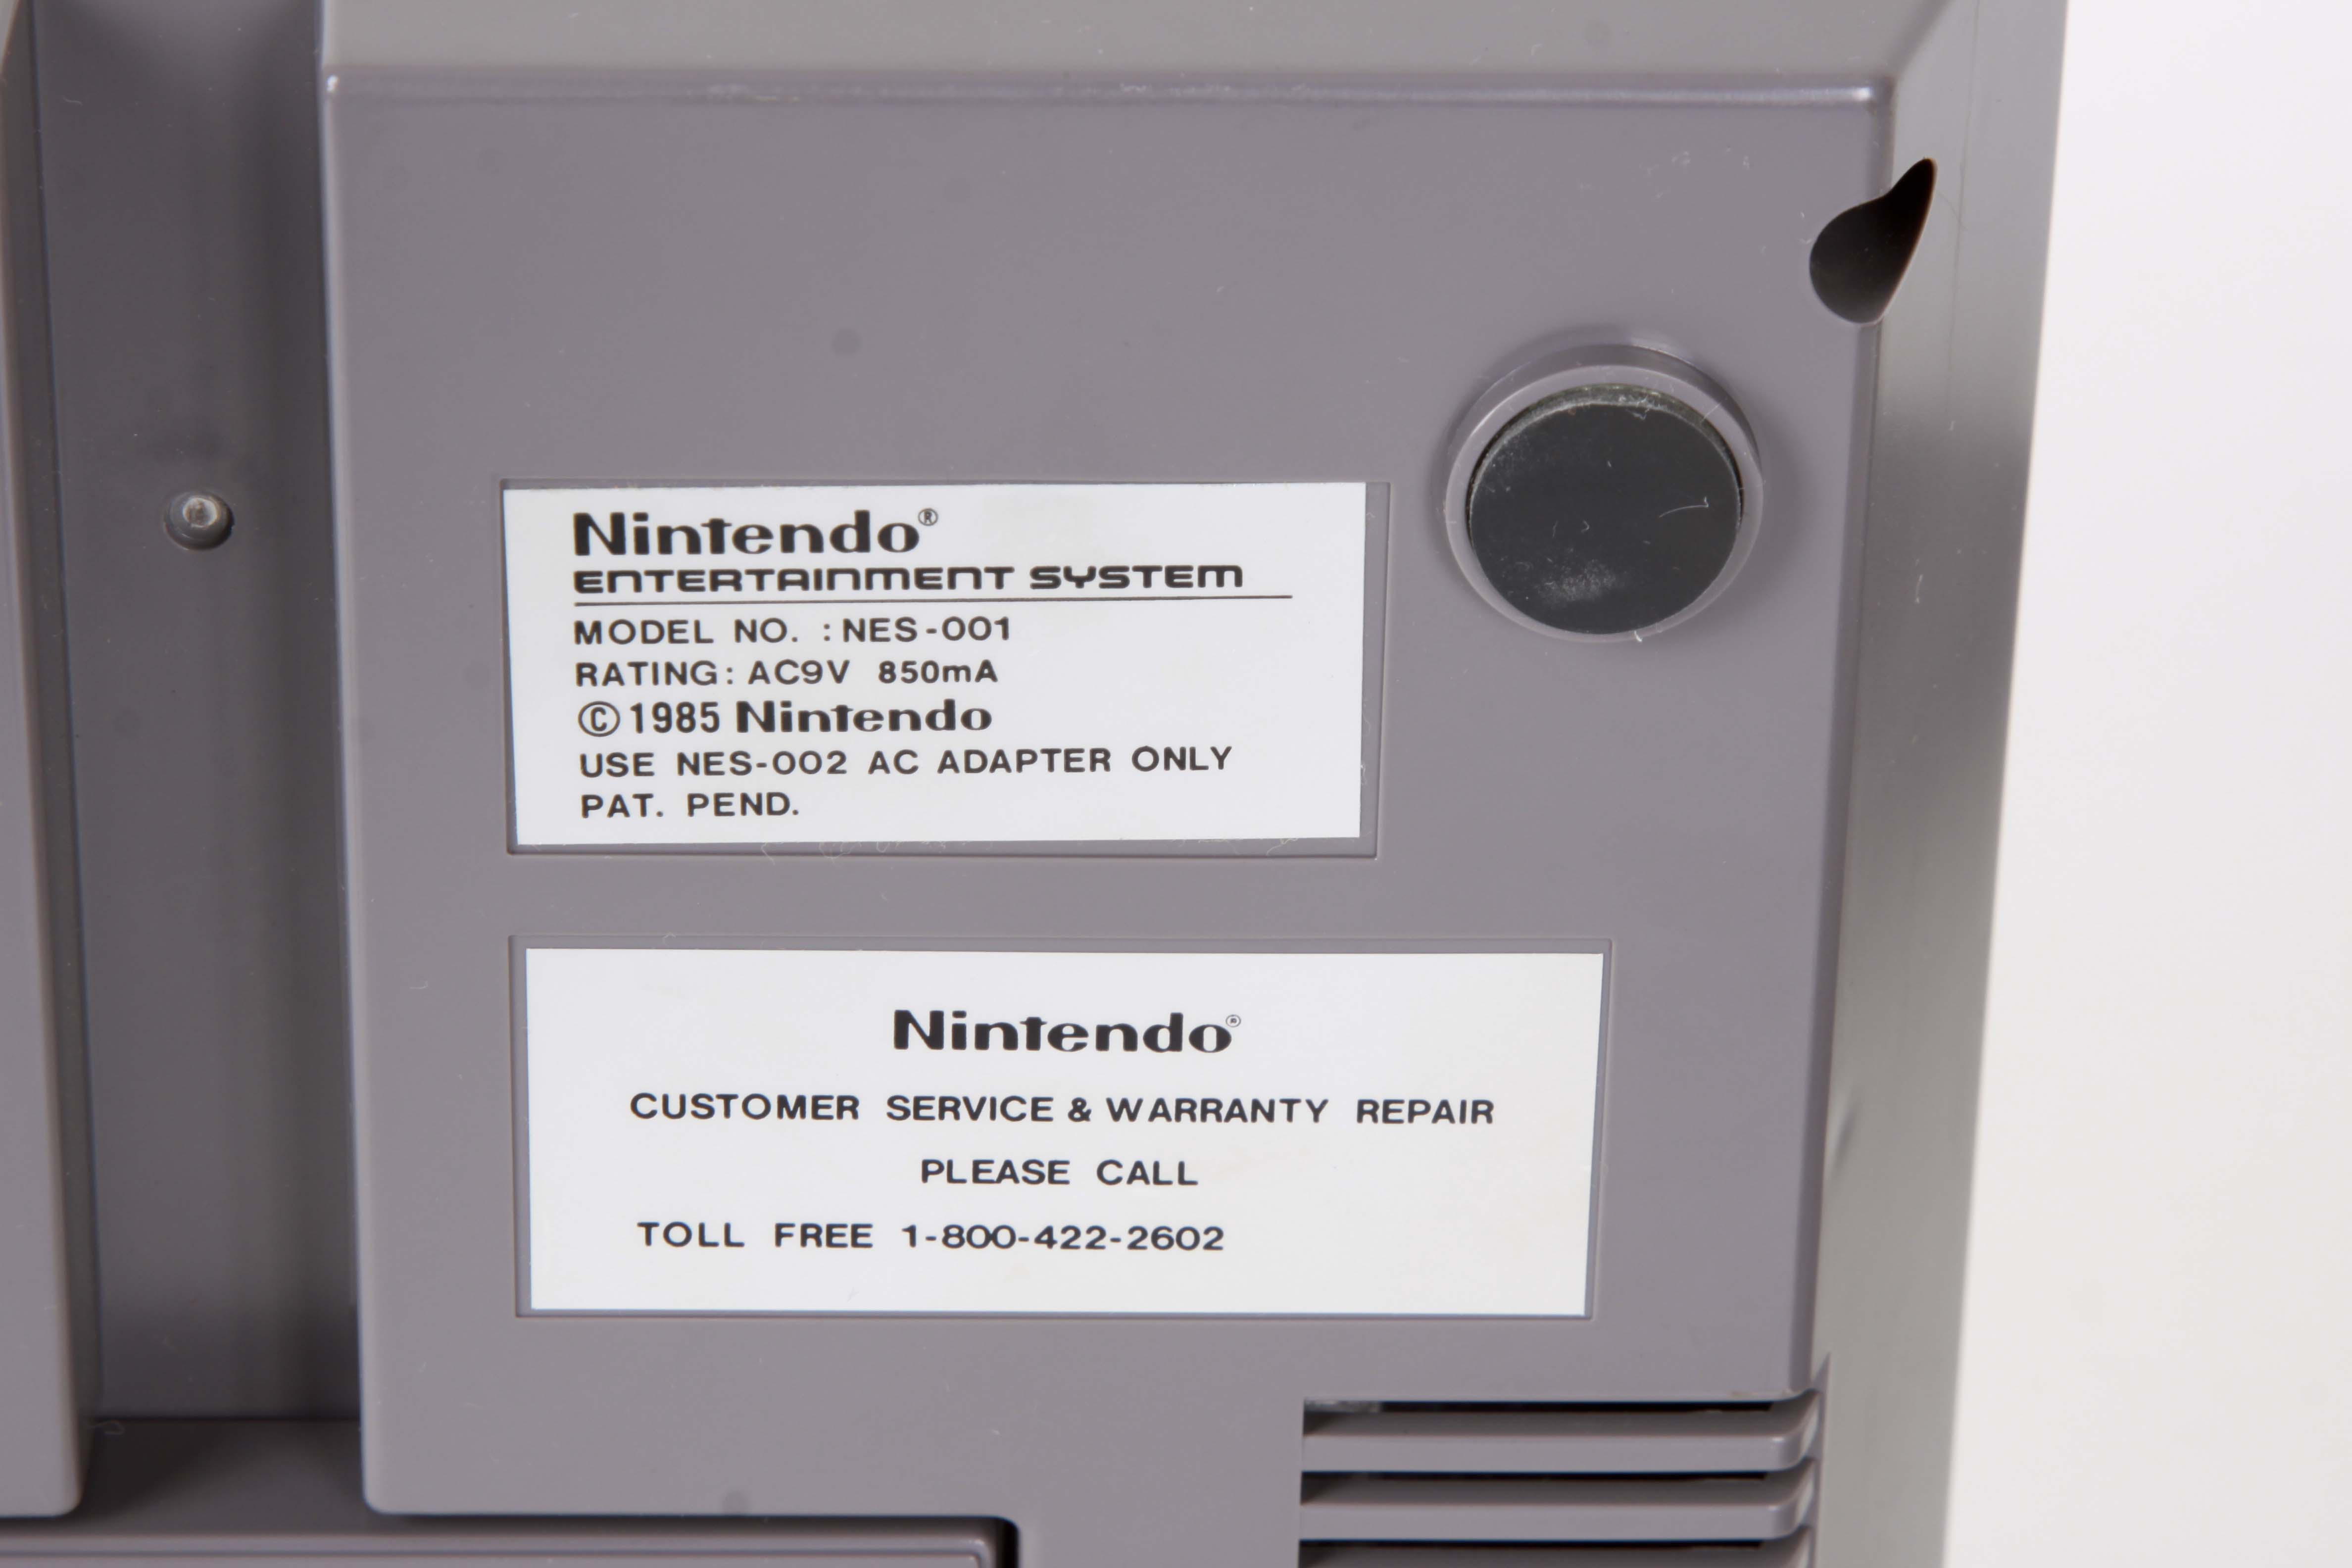 Nintendo®
ENTERTAINMENT SYSTEM
MODEL NO. :NES-001
RATING: AC9V 850mA
©1985 Nintendo
USE NES-002 AC ADAPTER ONLY
PAT. PEND.
Nintendo®
CUSTOMER SERVICE & WARRANTY REPAIR
PLEASE CALL
TOLL FREE 1-800-422-2602